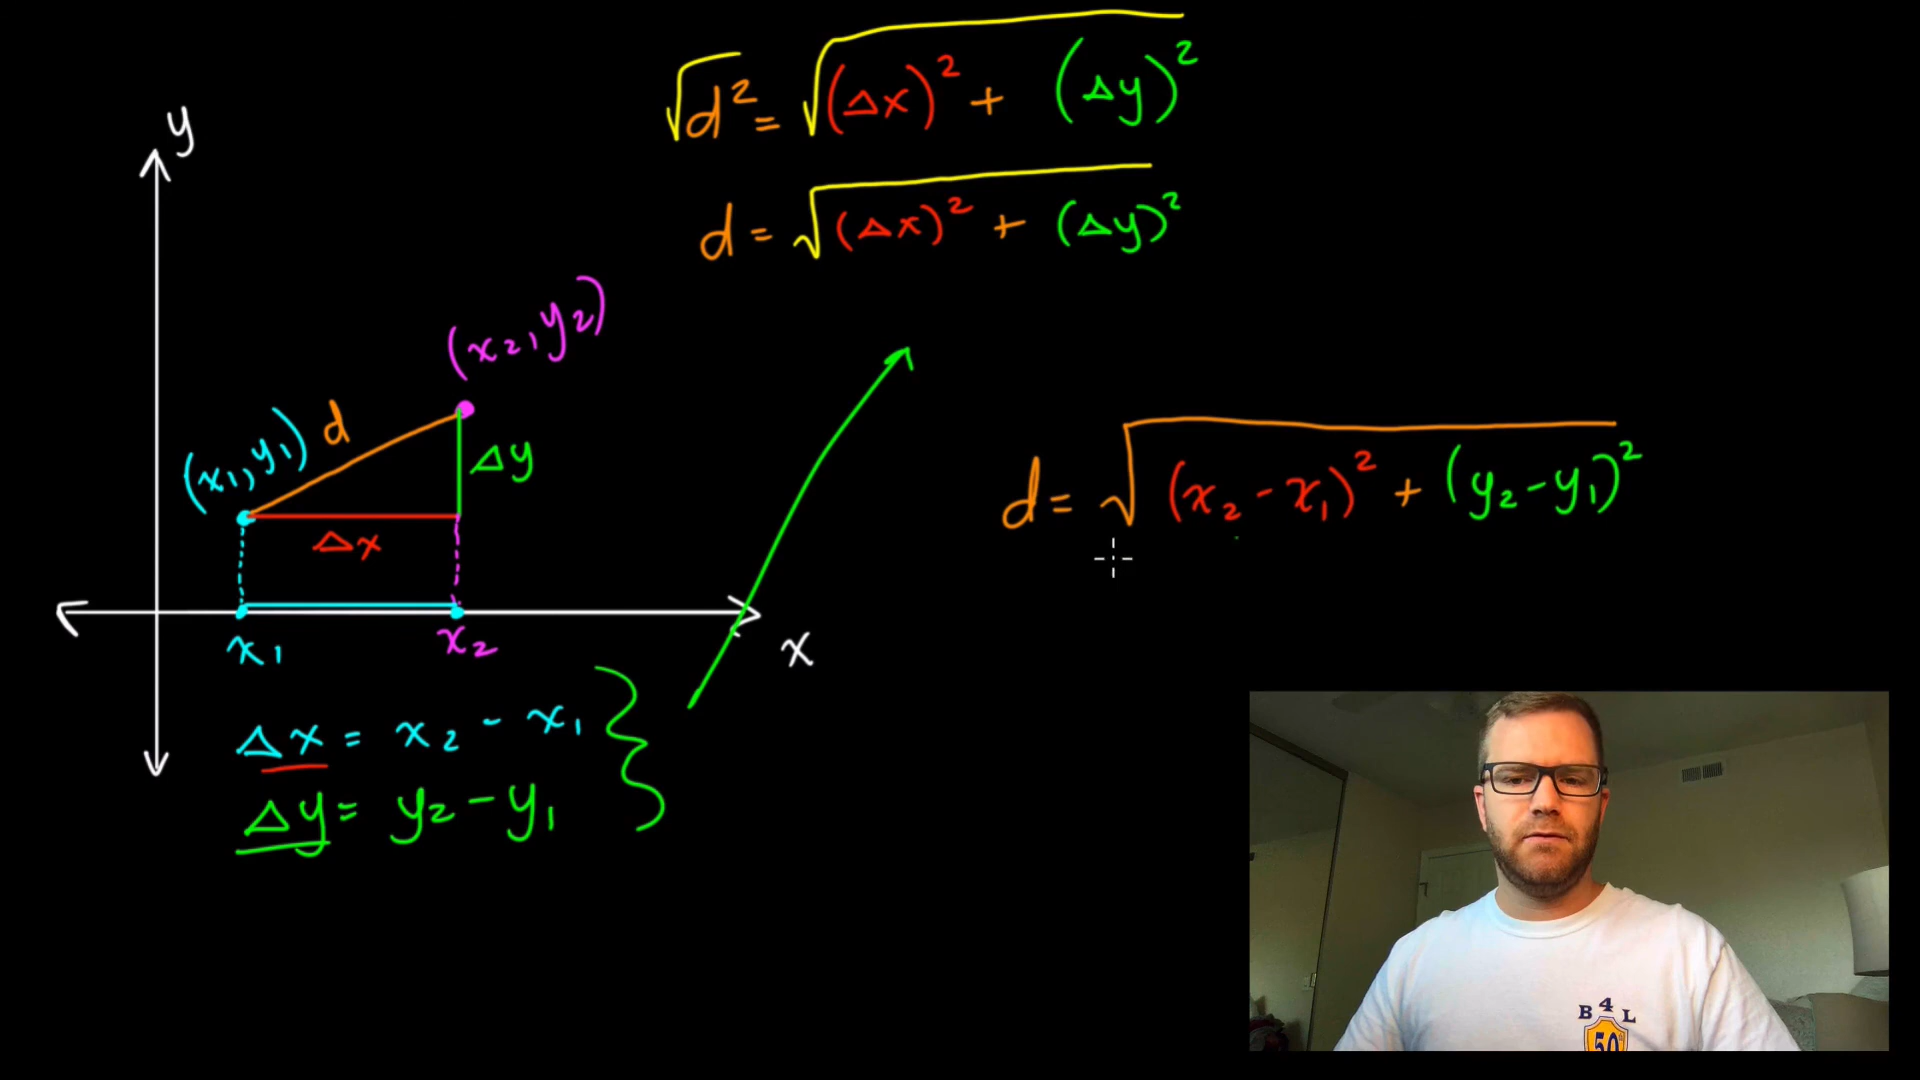 √d² = √(Δx)² + (Δy)²
d = √(Δx)² + (Δy)²
y
(x₂, y₂)
(x₁, y₁)
d
Δy
Δx
d = √(x₂ - x₁)² + (y₂ - y₁)²
x₁
x₂
x
Δx = x₂ - x₁
Δy = y₂ - y₁
B 4 L
50